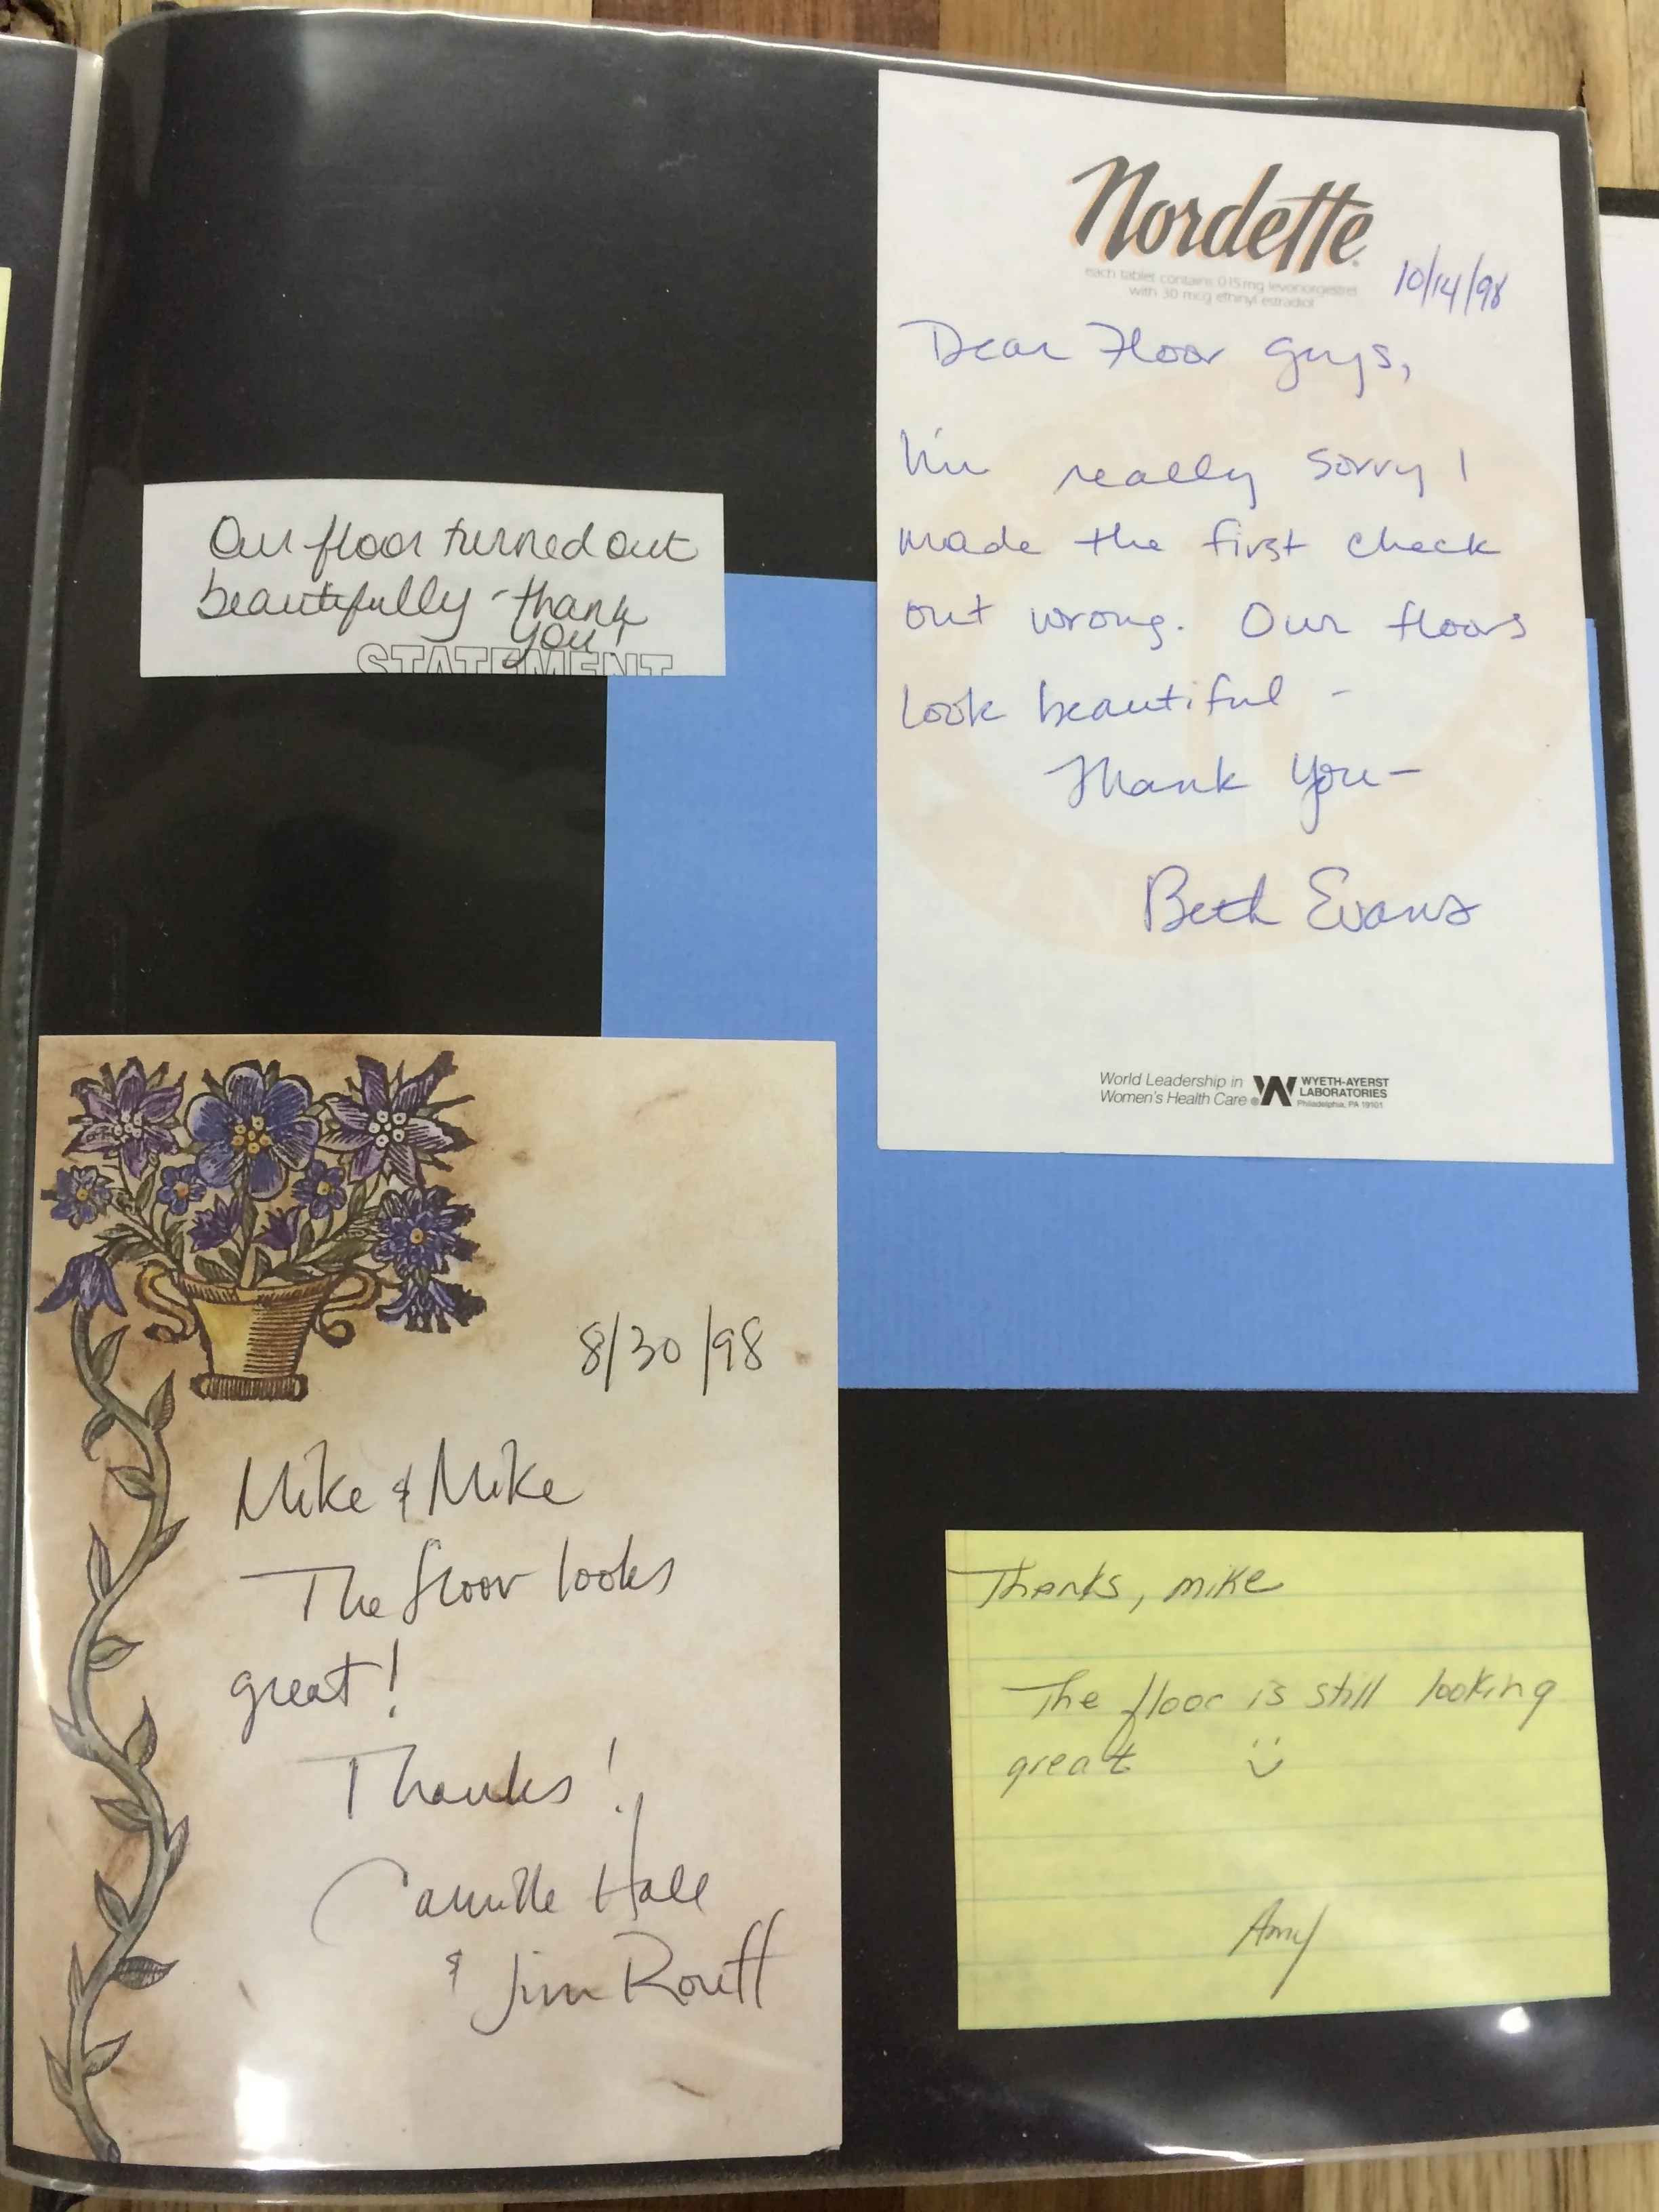 Our floor turned out
beautifully - thank
you!
STATEMENT
Nordette
each tablet contains 0.15 mg levonorgestrel
with 30 mcg ethinyl estradiol
10/14/98
Dear Floor guys,
I'm really sorry I
made the first check
out wrong. Our floors
look beautiful -
Thank you -
Beth Evans
World Leadership in
Women's Health Care
WYETH-AYERST
LABORATORIES
Philadelphia, PA 19101
8/30/98
Mike & Mike
The floor looks
great!
Thanks!
Camille Hall
& Jim Rouff
Thanks, mike
The floor is still looking
great
Amy